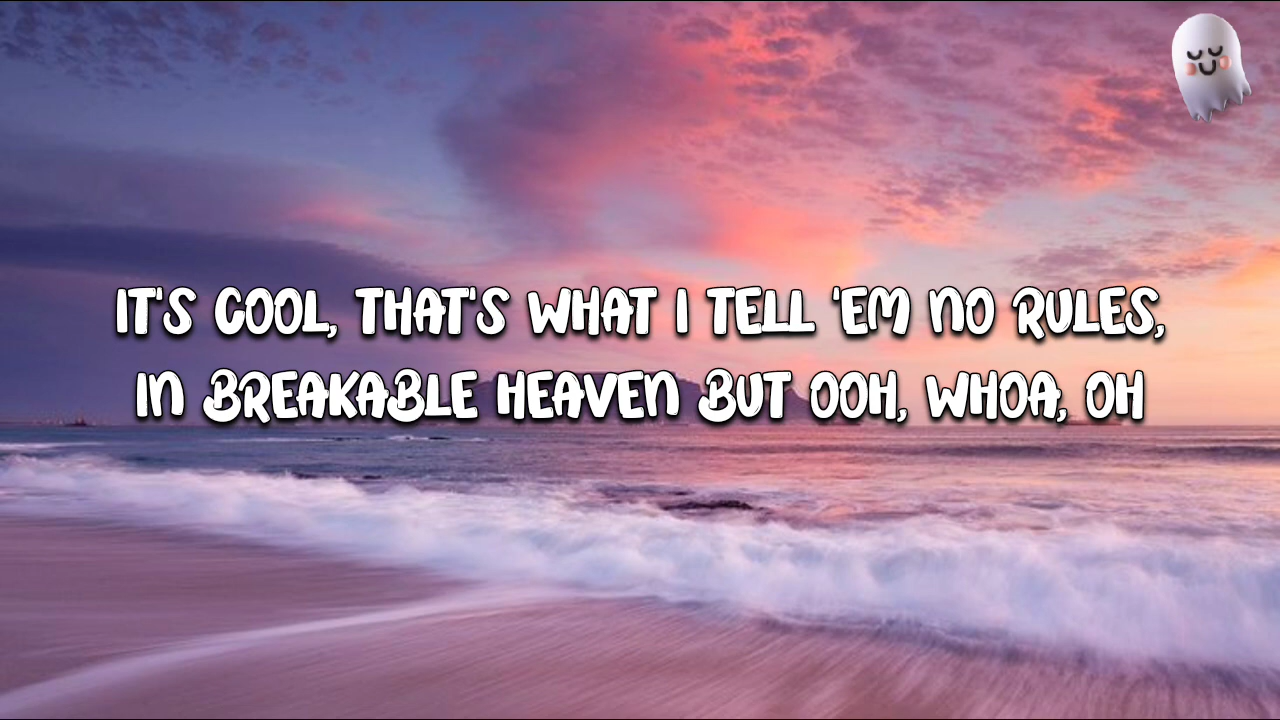 IT'S COOL, THAT'S WHAT I TELL 'EM NO RULES,
IN BREAKABLE HEAVEN BUT OOH, WHOA, OH